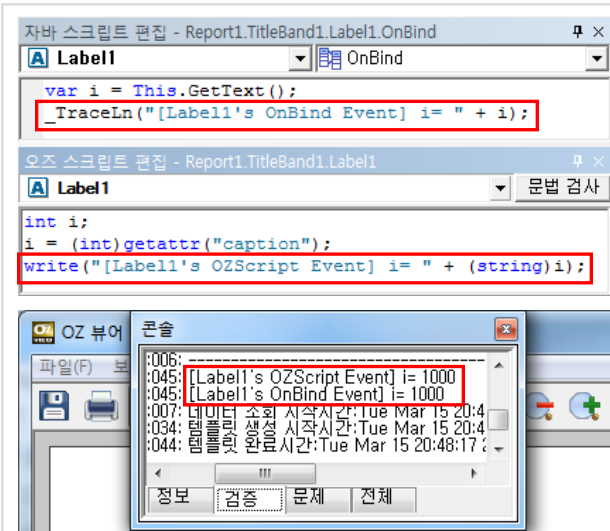 자바 스크립트 편집 - Report1.TitleBand1.Label1.OnBind
A Label1 OnBind
var i = This.GetText();
_TraceLn("[Label1's OnBind Event] i= " + i);
오즈 스크립트 편집 - Report1.TitleBand1.Label1
A Label1 문법 검사
int i;
i = (int)getattr("caption");
write("[Label1's OZScript Event] i= " + (string)i);
OZ 뷰어
콘솔
파일(F) 보
:006: ------------------------------------
:045: [Label1's OZScript Event] i= 1000
:045: [Label1's OnBind Event] i= 1000
:007: 데이터 조회 시작시간:Tue Mar 15 20:4
:034: 템플릿 생성 시작시간:Tue Mar 15 20:4
:044: 템플릿 완료시간:Tue Mar 15 20:48:17
정보 검증 문제 전체